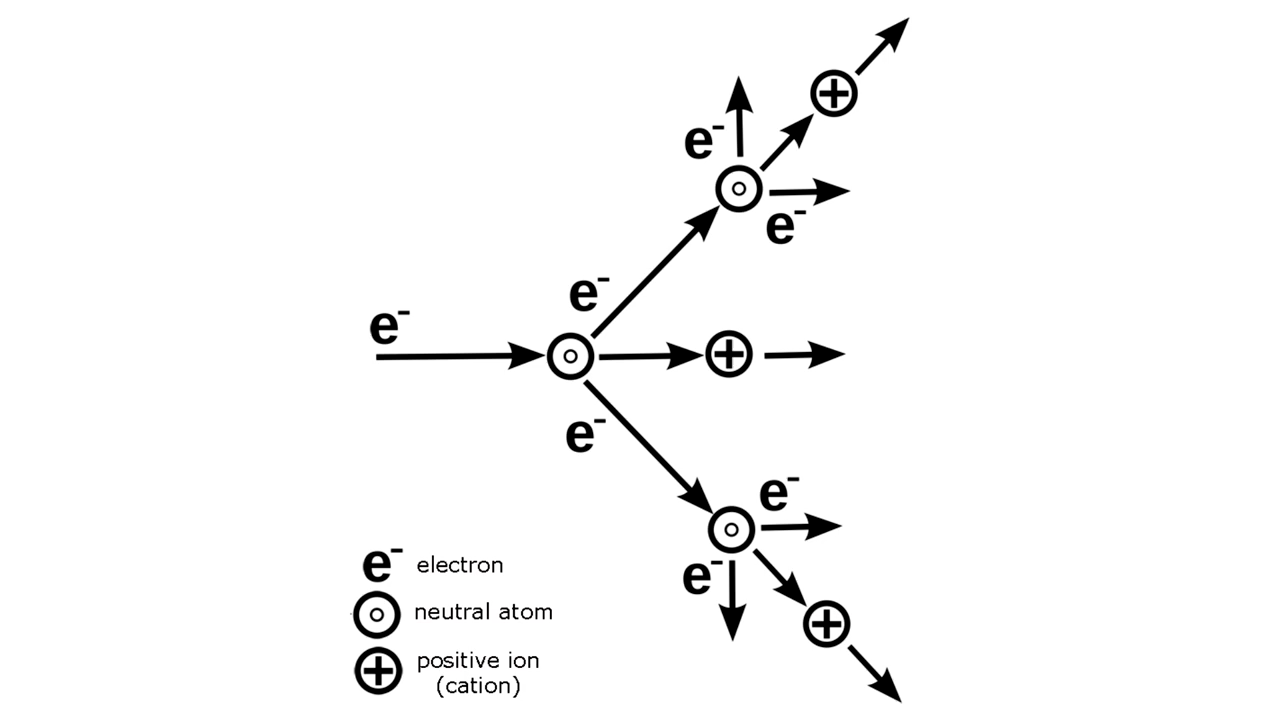 e-
e-
e-
e-
e-
e-
e-
e- electron
neutral atom
positive ion
(cation)